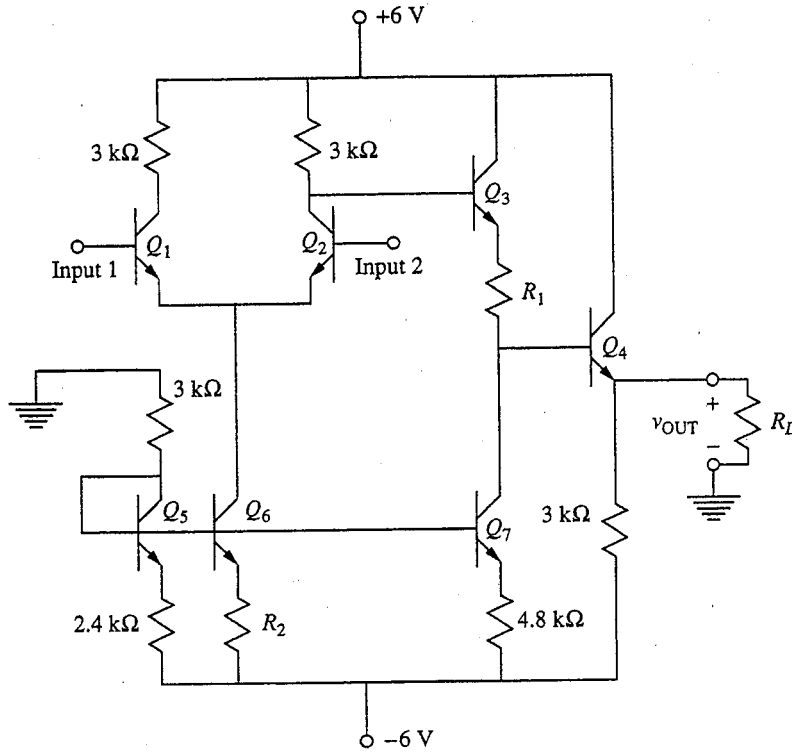 +6 V
3 kΩ
3 kΩ
Q3
Q1
Q2
Input 1
Input 2
R1
Q4
3 kΩ
+
vOUT
RL
−
Q5
Q6
Q7
3 kΩ
2.4 kΩ
R2
4.8 kΩ
−6 V